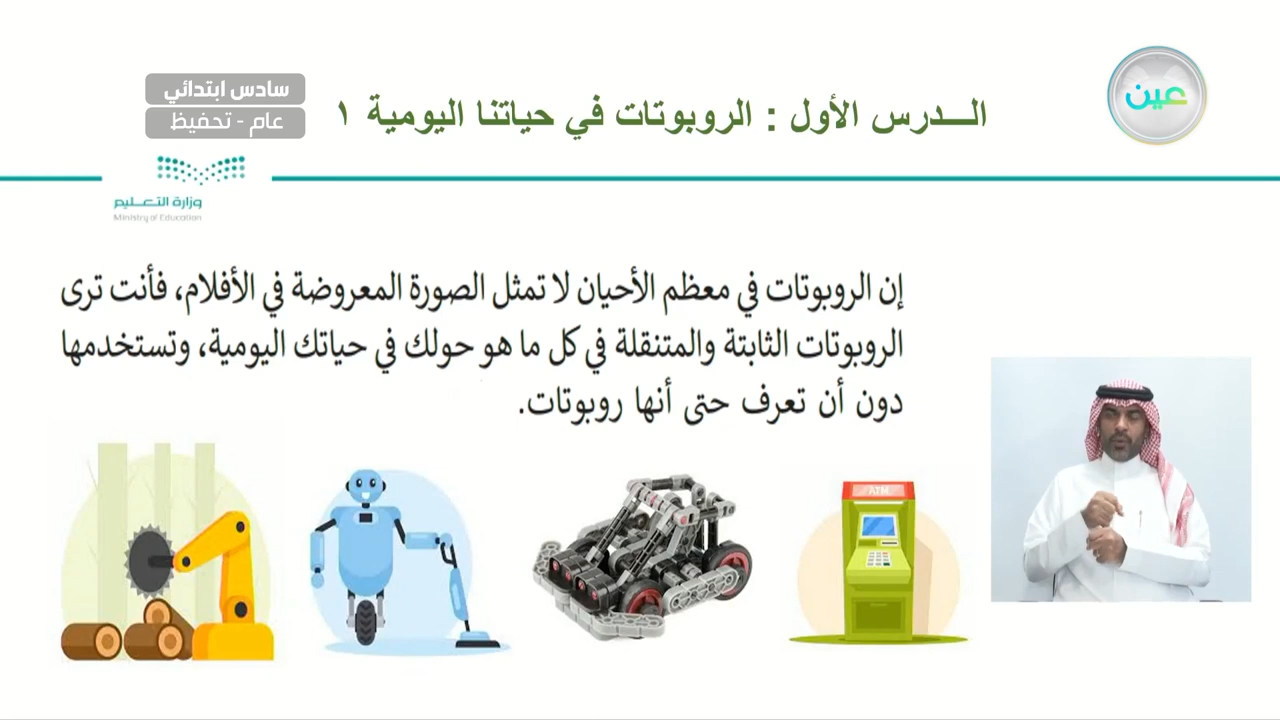 عين
الـــدرس الأول : الروبوتات في حياتنا اليومية ١
سادس ابتدائي
عام - تحفيظ
وزارة التعـــليم
Ministry of Education
إن الروبوتات في معظم الأحيان لا تمثل الصورة المعروضة في الأفلام، فأنت ترى
الروبوتات الثابتة والمتنقلة في كل ما هو حولك في حياتك اليومية، وتستخدمها
دون أن تعرف حتى أنها روبوتات.
ATM